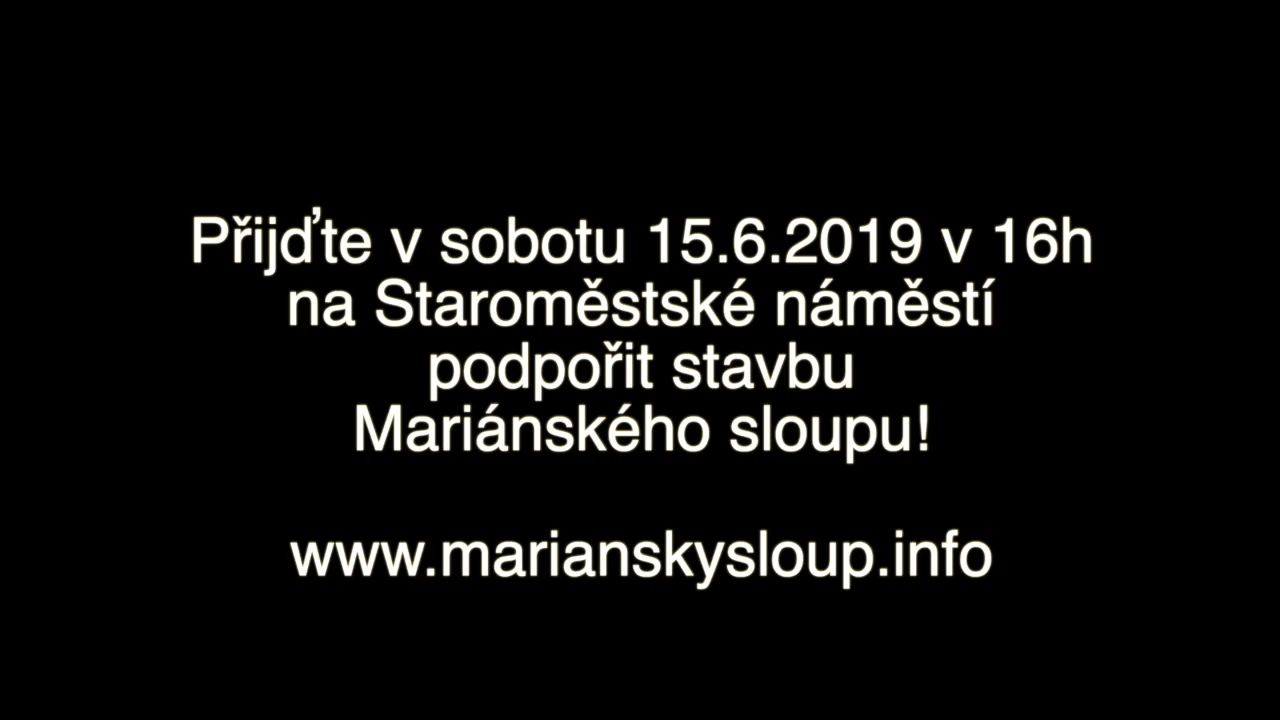 Přijďte v sobotu 15.6.2019 v 16h
na Staroměstské náměstí
podpořit stavbu
Mariánského sloupu!
www.marianskysloup.info